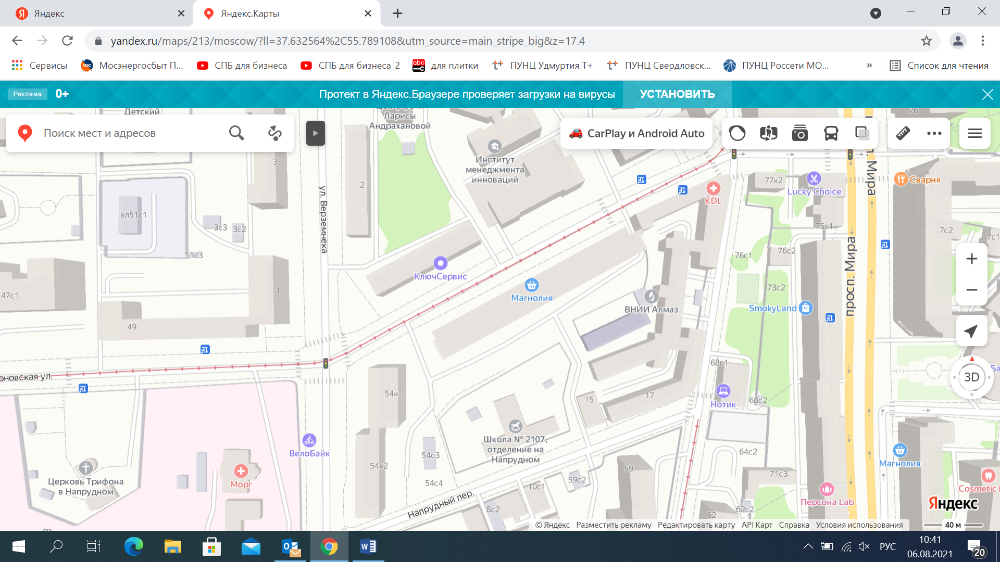 Яндекс
Яндекс.Карты
yandex.ru/maps/213/moscow/?ll=37.632564%2C55.789108&utm_source=main_stripe_big&z=17.4
Сервисы
Мосэнергосбыт П...
СПБ для бизнеса
СПБ для бизнеса_2
для плитки
ПУНЦ Удмуртия Т+
ПУНЦ Свердловск...
ПУНЦ Россети МО...
»
Список для чтения
Реклама
0+
Протект в Яндекс.Браузере проверяет загрузки на вирусы
УСТАНОВИТЬ
Детский
Ларисы
Андрахановой
76
Поиск мест и адресов
CarPlay и Android Auto
3
2
Институт
менеджмента
инноваций
77к2
Lucky Choice
л. Мира
Сварня
KDL
ул. Верземнека
вл51с1
3с3
3с2
75с1
7с2
7с1
51с3
76с1
76с2
просп. Мира
КлючСервис
1
Магнолия
73с2
47с1
ВНИИ Алмаз
SmokyLand
49
68с1
оновская ул.
3D
54к1
15
17
Нотик
68с2
Школа № 2107,
отделение на
Напрудном
ВелоБайк
54с3
64с2
Магнолия
54к2
59
71с3
59с2
Церковь Трифона
в Напрудном
Морг
54с4
10с1
Cosmetic
Напрудный пер.
8с2
62с2
62
Персона Lab
Яндекс
© Яндекс
Разместить рекламу
Редактировать карту
API Карт
Справка
Условия использования
40 м
10:41
РУС
06.08.2021
20